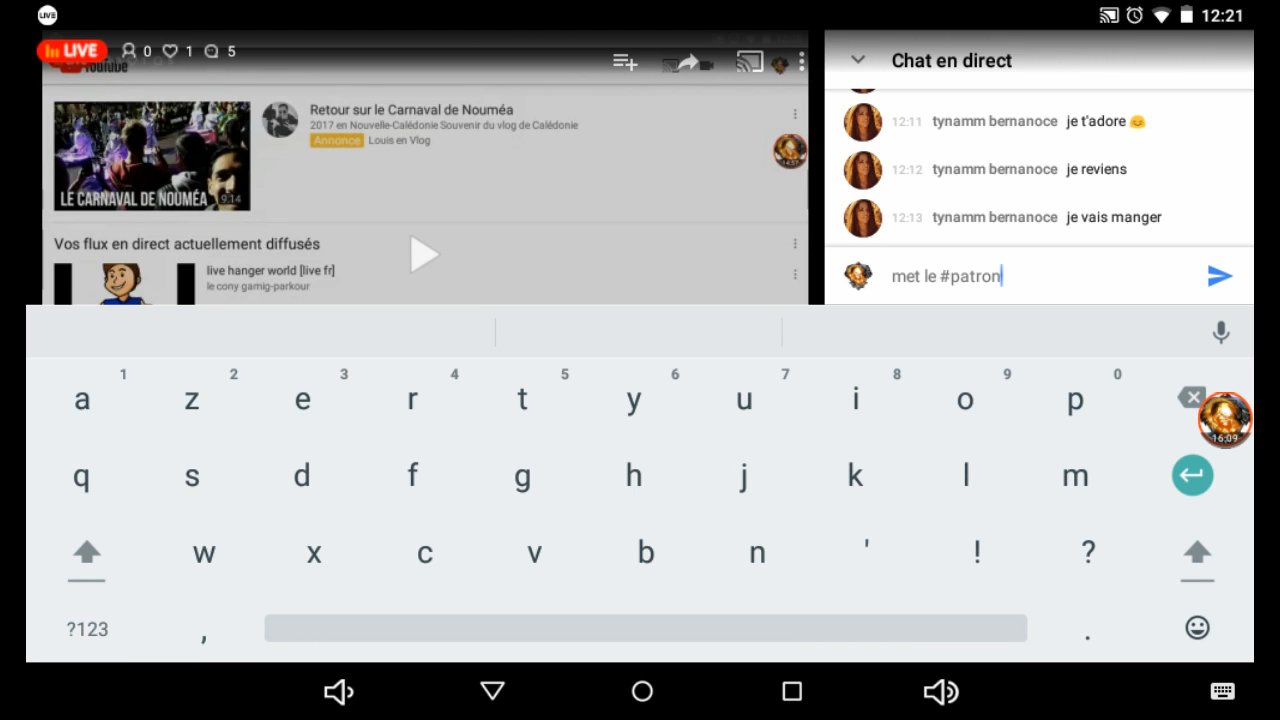 LIVE
12:21
LIVE 0 1 5
YouTube
Retour sur le Carnaval de Nouméa
2017 en Nouvelle-Calédonie Souvenir du vlog de Calédonie
Annonce Louis en Vlog
LE CARNAVAL DE NOUMÉA 9:14
14:57
Vos flux en direct actuellement diffusés
live hanger world [live fr]
le cony gamig-parkour
Chat en direct
12:11 tynamm bernanoce je t'adore 😊
12:12 tynamm bernanoce je reviens
12:13 tynamm bernanoce je vais manger
met le #patron
1 2 3 4 5 6 7 8 9 0
a z e r t y u i o p
16:09
q s d f g h j k l m
w x c v b n ' ! ?
?123 , .